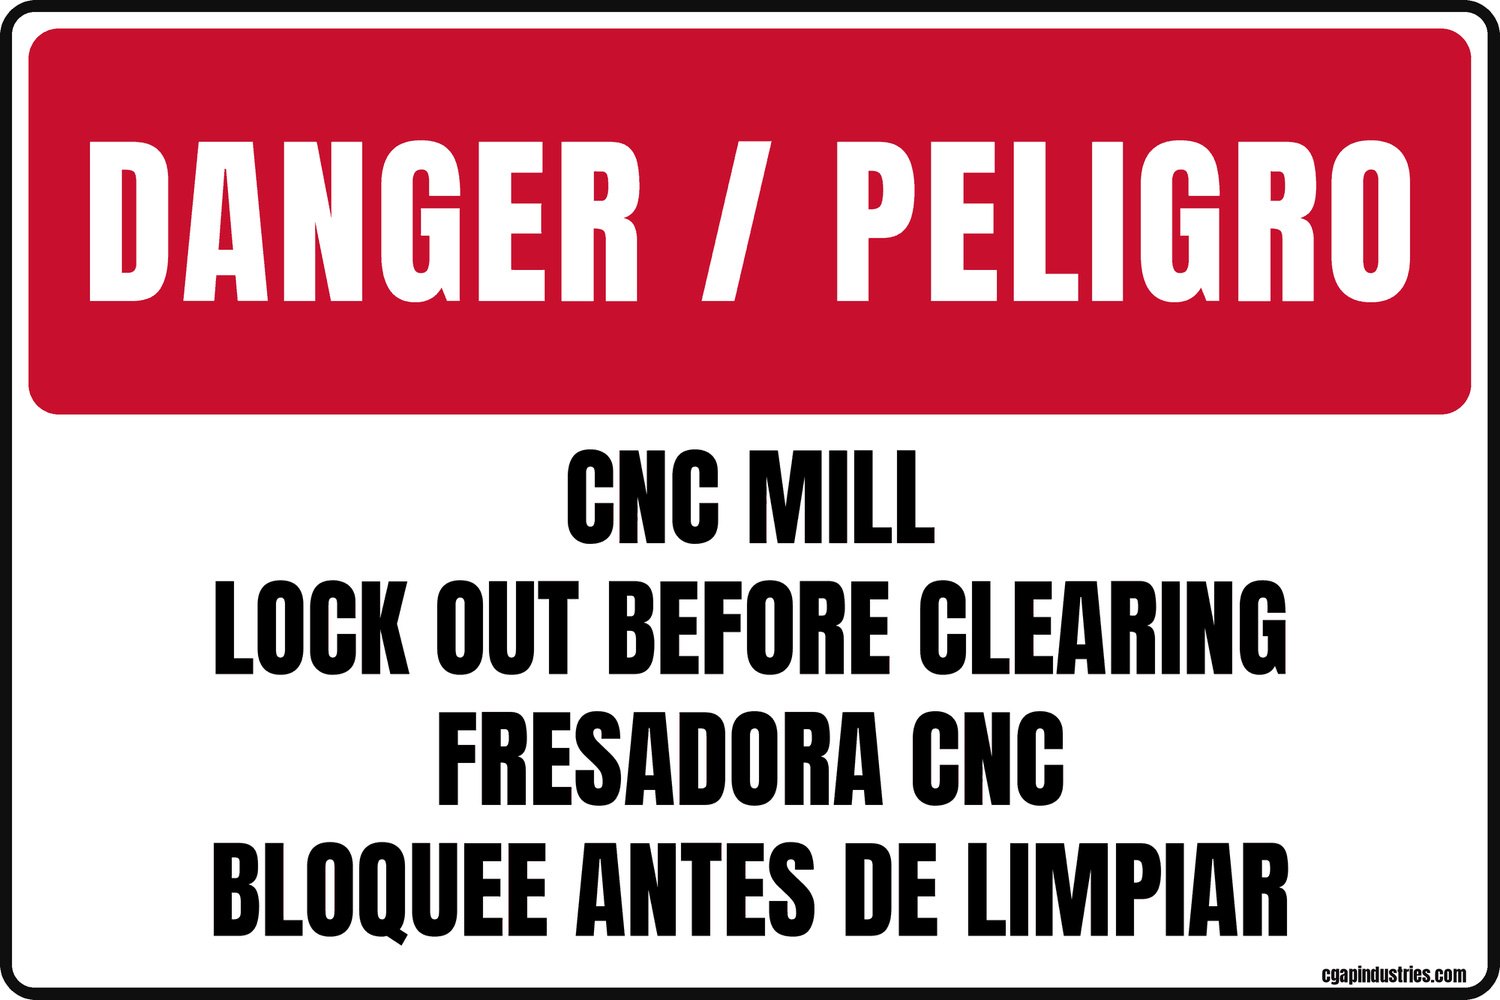 DANGER / PELIGRO
CNC MILL
LOCK OUT BEFORE CLEARING
FRESADORA CNC
BLOQUEE ANTES DE LIMPIAR
cgapindustries.com